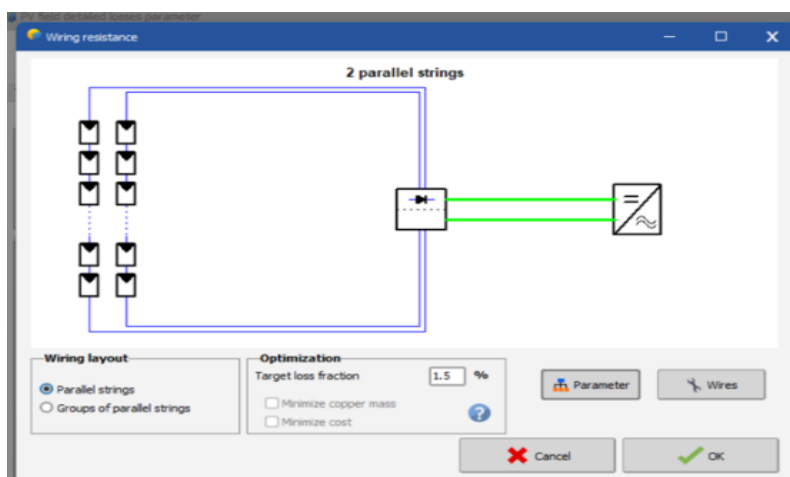 PV field detailed losses parameter
Wiring resistance
2 parallel strings
Wiring layout
Parallel strings
Groups of parallel strings
Optimization
Target loss fraction 1.5 %
Minimize copper mass
Minimize cost
?
Parameter
Wires
Cancel
OK